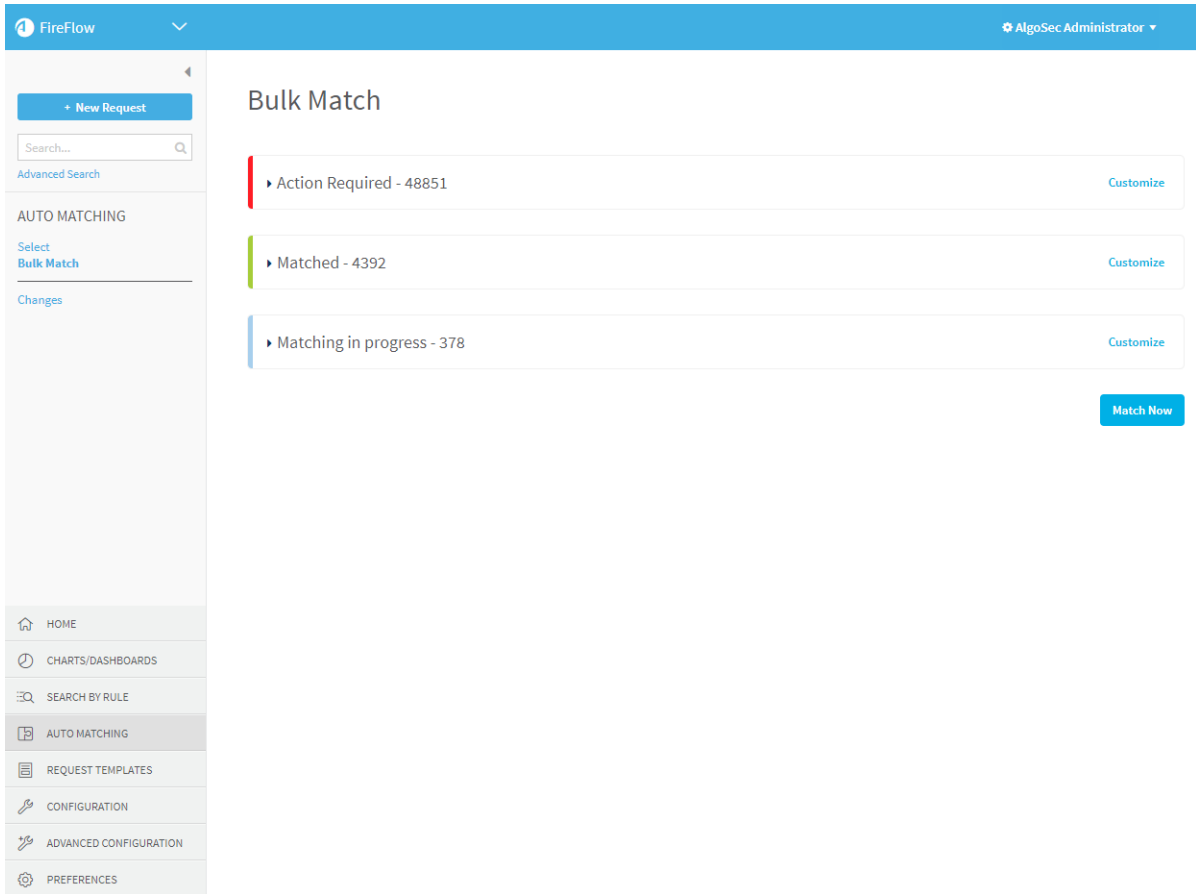 FireFlow
AlgoSec Administrator
+ New Request
Search...
Advanced Search
AUTO MATCHING
Select
Bulk Match
Changes
Bulk Match
Action Required - 48851 Customize
Matched - 4392 Customize
Matching in progress - 378 Customize
Match Now
HOME
CHARTS/DASHBOARDS
SEARCH BY RULE
AUTO MATCHING
REQUEST TEMPLATES
CONFIGURATION
ADVANCED CONFIGURATION
PREFERENCES